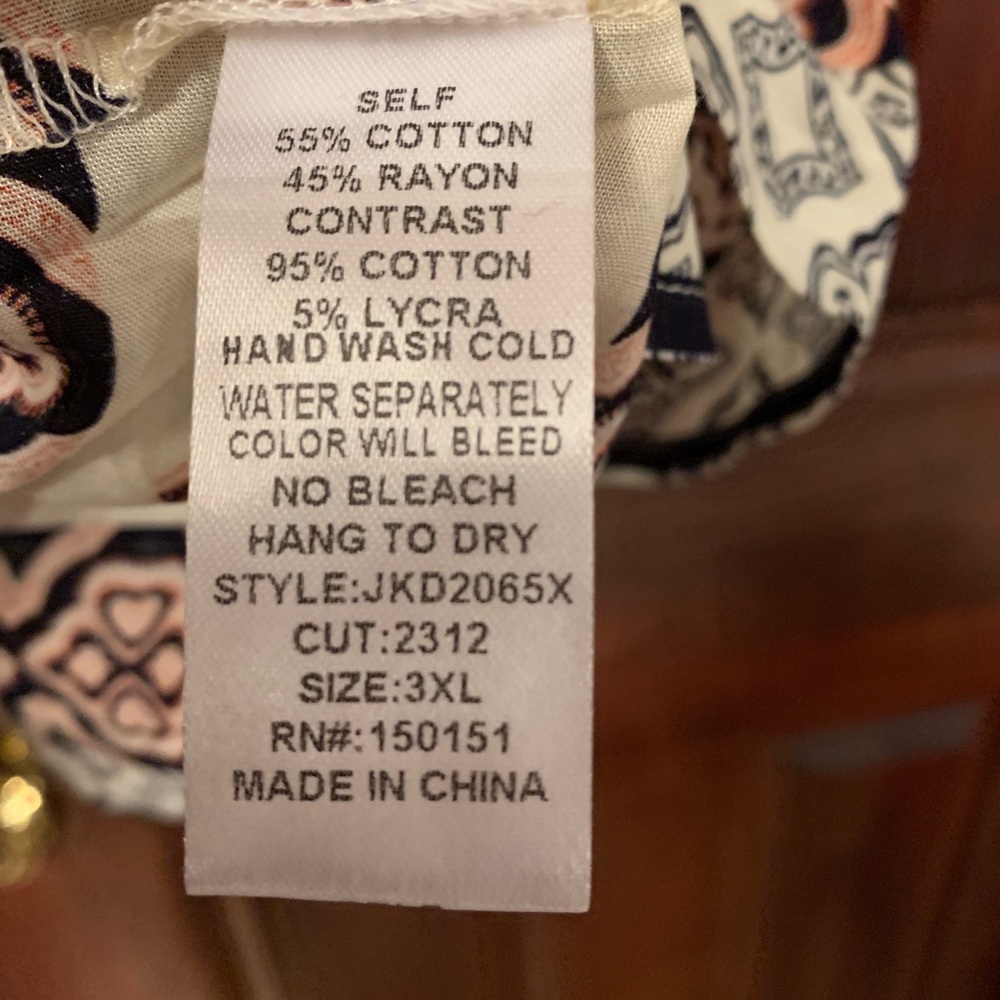 SELF
55% COTTON
45% RAYON
CONTRAST
95% COTTON
5% LYCRA
HAND WASH COLD
WATER SEPARATELY
COLOR WILL BLEED
NO BLEACH
HANG TO DRY
STYLE:JKD2065X
CUT:2312
SIZE:3XL
RN#:150151
MADE IN CHINA